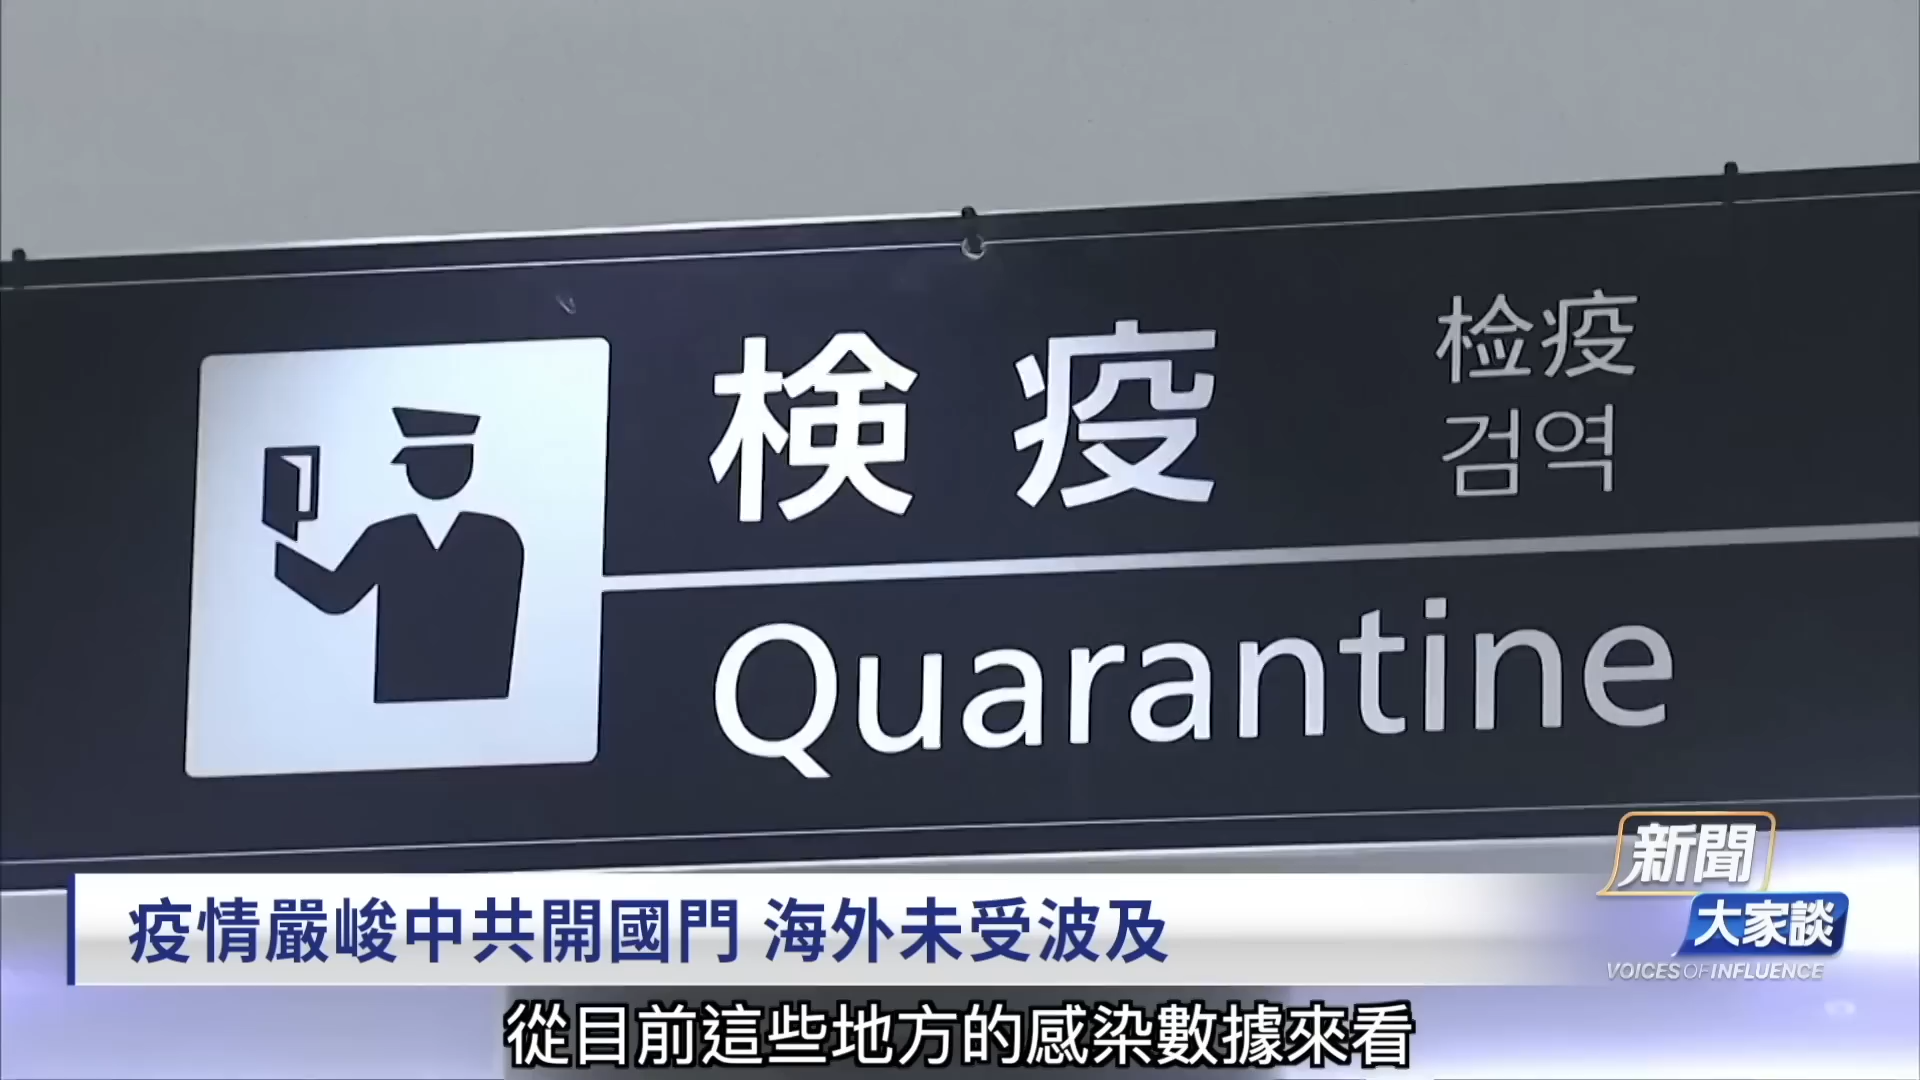 検疫
检疫
검역
Quarantine
新聞
大家談
VOICES OF INFLUENCE
疫情嚴峻中共開國門 海外未受波及
從目前這些地方的感染數據來看